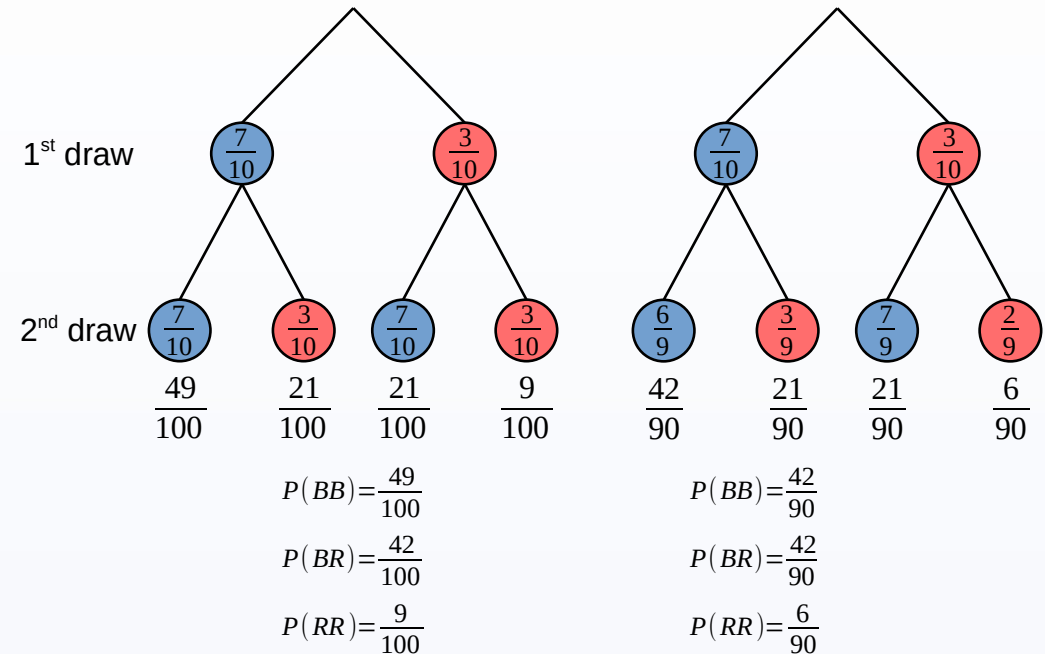 1st draw 7/10 3/10 7/10 3/10
2nd draw 7/10 3/10 7/10 3/10 6/9 3/9 7/9 2/9
49/100 21/100 21/100 9/100 42/90 21/90 21/90 6/90
P(BB)=49/100 P(BB)=42/90
P(BR)=42/100 P(BR)=42/90
P(RR)=9/100 P(RR)=6/90